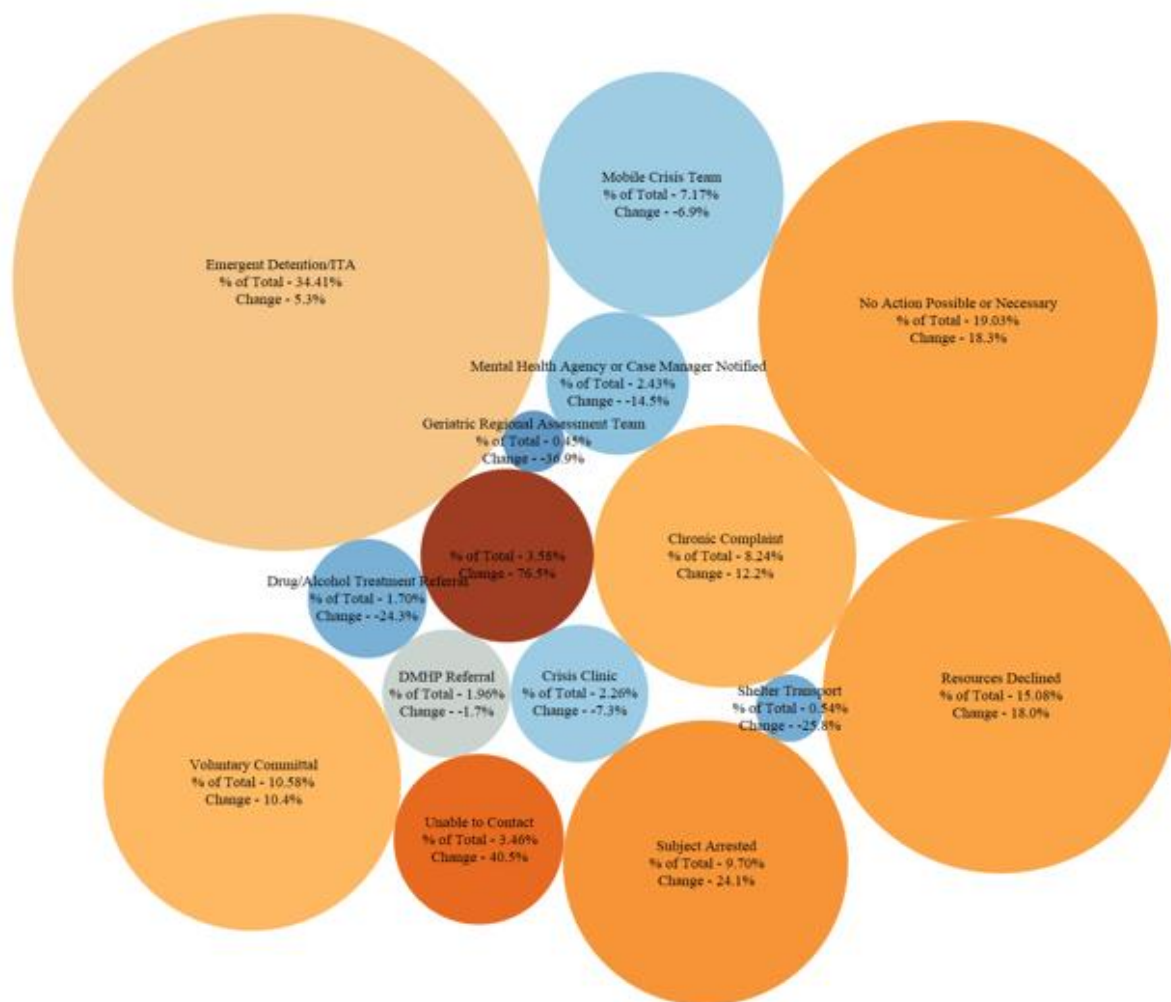 Mobile Crisis Team
% of Total - 7.17%
Change - -6.9%
Emergent Detention/ITA
% of Total - 34.41%
Change - 5.3%
No Action Possible or Necessary
% of Total - 19.03%
Change - 18.3%
Mental Health Agency or Case Manager Notified
% of Total - 2.43%
Change - -14.5%
Geriatric Regional Assessment Team
% of Total - 0.45%
Change - -36.9%
% of Total - 3.58%
Change - 76.5%
Chronic Complaint
% of Total - 8.24%
Change - 12.2%
Drug/Alcohol Treatment Referral
% of Total - 1.70%
Change - -24.3%
DMHP Referral
% of Total - 1.96%
Change - -1.7%
Crisis Clinic
% of Total - 2.26%
Change - -7.3%
Shelter Transport
% of Total - 0.54%
Change - -25.8%
Resources Declined
% of Total - 15.08%
Change - 18.0%
Voluntary Committal
% of Total - 10.58%
Change - 10.4%
Unable to Contact
% of Total - 3.46%
Change - 40.5%
Subject Arrested
% of Total - 9.70%
Change - 24.1%